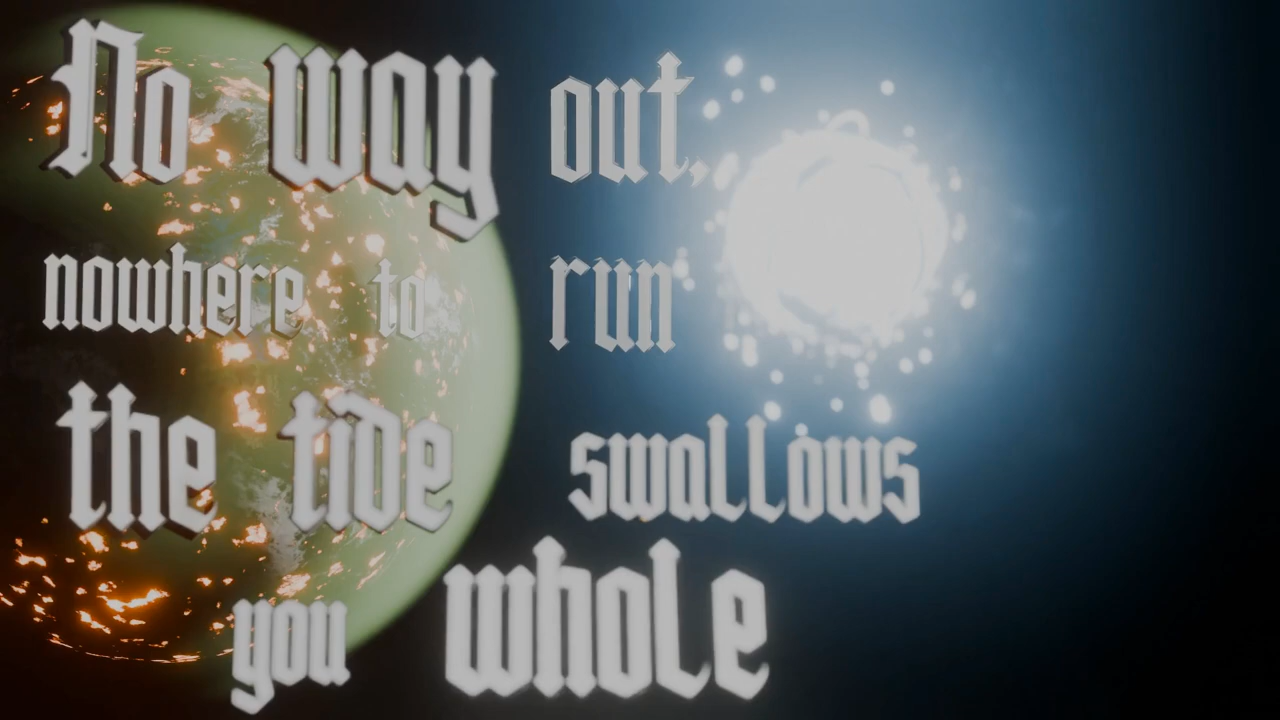 No way out,
nowhere to run
the tide swallows
you whole